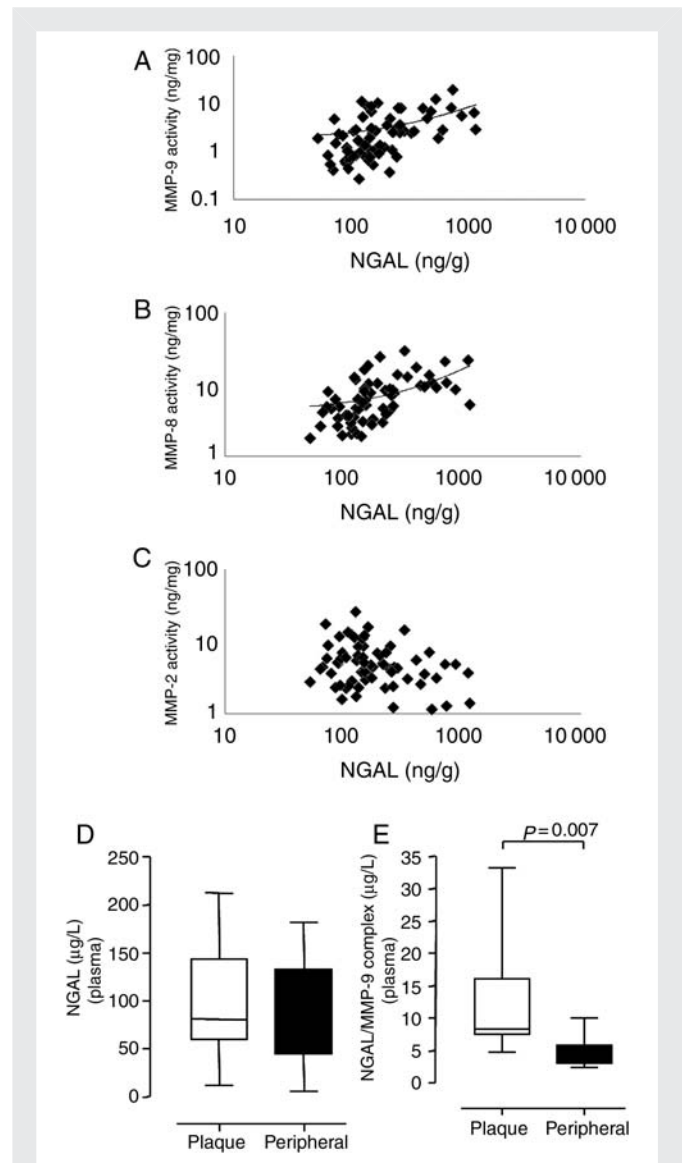 A
MMP-9 activity (ng/mg)
100
10
1
0.1
10 100 1000 10 000
NGAL (ng/g)
B
MMP-8 activity (ng/mg)
100
10
1
10 100 1000 10 000
NGAL (ng/g)
C
MMP-2 activity (ng/mg)
100
10
1
10 100 1000 10 000
NGAL (ng/g)
D
NGAL (µg/L)
(plasma)
250
200
150
100
50
0
Plaque Peripheral
E
P=0.007
NGAL/MMP-9 complex (µg/L)
(plasma)
35
30
25
20
15
10
5
0
Plaque Peripheral